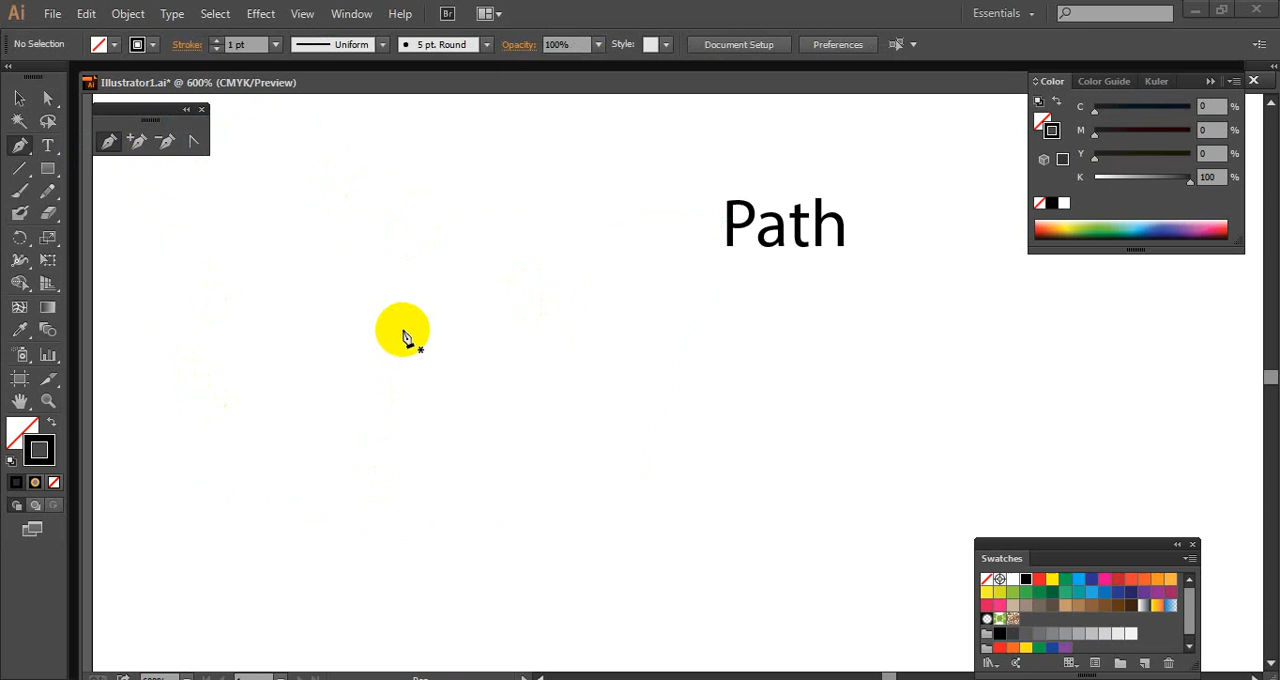 Ai File Edit Object Type Select Effect View Window Help Br Essentials
No Selection Stroke: 1 pt Uniform 5 pt. Round Opacity: 100% Style: Document Setup Preferences
Illustrator1.ai* @ 600% (CMYK/Preview)
Color Color Guide Kuler
C 0 %
M 0 %
Y 0 %
K 100 %
Path
Swatches